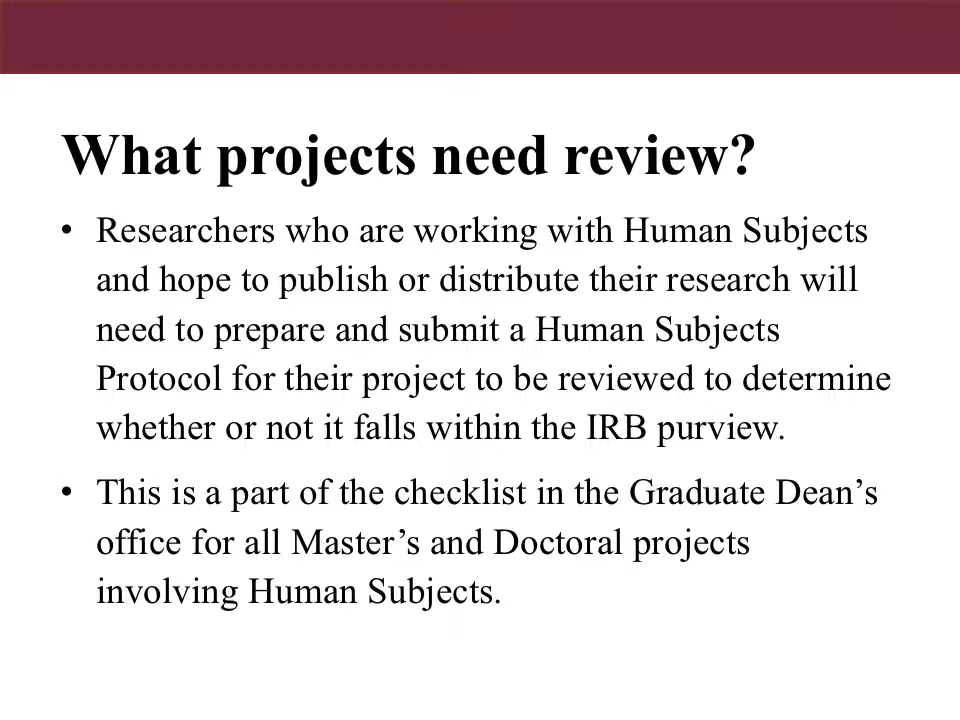 What projects need review?
• Researchers who are working with Human Subjects
and hope to publish or distribute their research will
need to prepare and submit a Human Subjects
Protocol for their project to be reviewed to determine
whether or not it falls within the IRB purview.
• This is a part of the checklist in the Graduate Dean’s
office for all Master’s and Doctoral projects
involving Human Subjects.